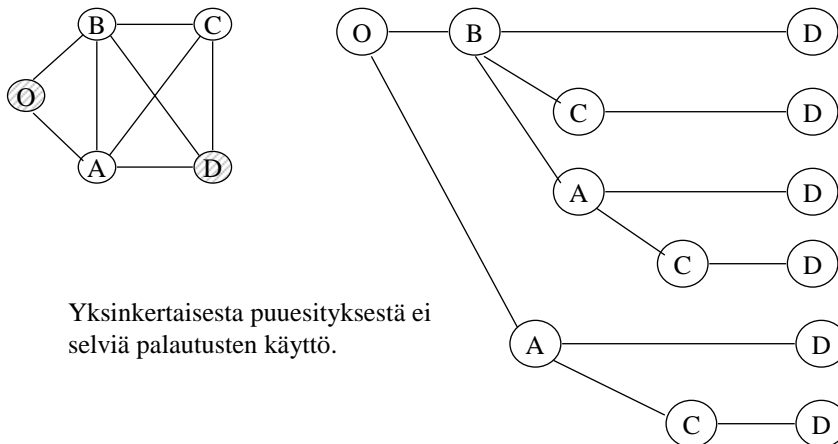 B C
O
A D
O B D
C D
A D
C D
Yksinkertaisesta puuesityksestä ei
selviä palautusten käyttö.
A D
C D